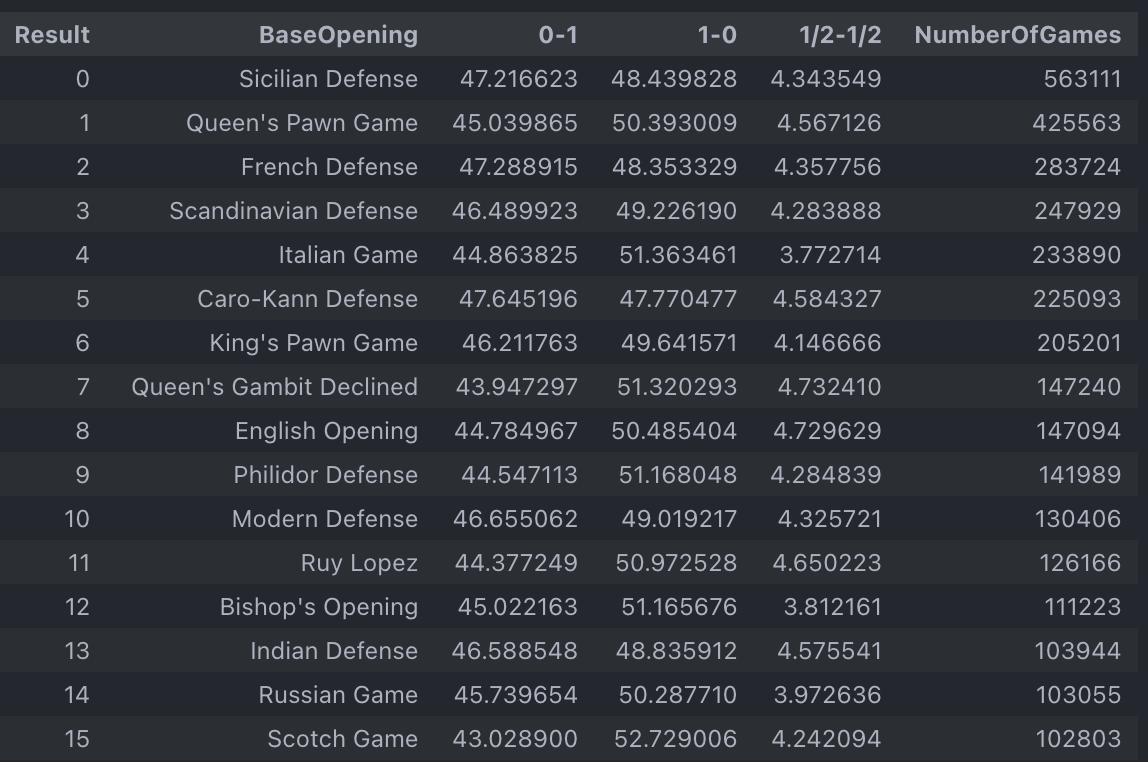 Result BaseOpening 0-1 1-0 1/2-1/2 NumberOfGames
0 Sicilian Defense 47.216623 48.439828 4.343549 563111
1 Queen's Pawn Game 45.039865 50.393009 4.567126 425563
2 French Defense 47.288915 48.353329 4.357756 283724
3 Scandinavian Defense 46.489923 49.226190 4.283888 247929
4 Italian Game 44.863825 51.363461 3.772714 233890
5 Caro-Kann Defense 47.645196 47.770477 4.584327 225093
6 King's Pawn Game 46.211763 49.641571 4.146666 205201
7 Queen's Gambit Declined 43.947297 51.320293 4.732410 147240
8 English Opening 44.784967 50.485404 4.729629 147094
9 Philidor Defense 44.547113 51.168048 4.284839 141989
10 Modern Defense 46.655062 49.019217 4.325721 130406
11 Ruy Lopez 44.377249 50.972528 4.650223 126166
12 Bishop's Opening 45.022163 51.165676 3.812161 111223
13 Indian Defense 46.588548 48.835912 4.575541 103944
14 Russian Game 45.739654 50.287710 3.972636 103055
15 Scotch Game 43.028900 52.729006 4.242094 102803